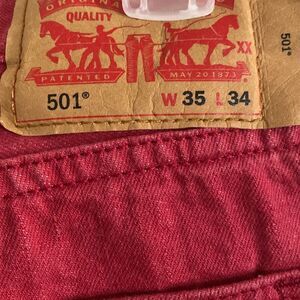 ORIGINAL
QUALITY
XX
PATENTED MAY 20 1873
501® W 35 L 34
501®